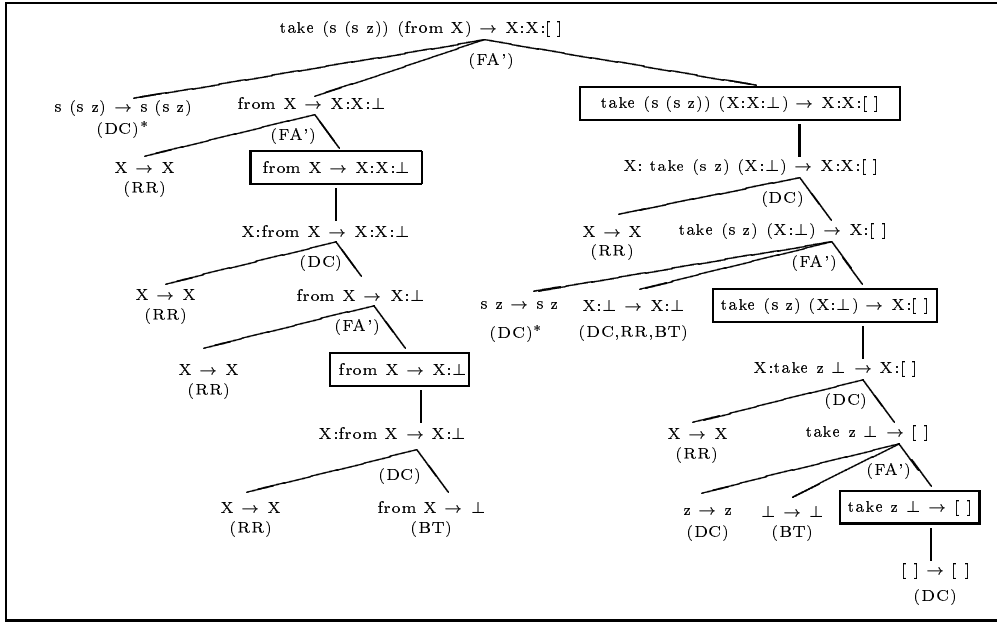 take (s (s z)) (from X) → X:X:[ ]
(FA')
s (s z) → s (s z)
from X → X:X:⊥
take (s (s z)) (X:X:⊥) → X:X:[ ]
(DC)*
(FA')
X → X
from X → X:X:⊥
X: take (s z) (X:⊥) → X:X:[ ]
(RR)
(DC)
X:from X → X:X:⊥
X → X
take (s z) (X:⊥) → X:[ ]
(RR)
(DC)
(FA')
X → X
from X → X:⊥
s z → s z
X:⊥ → X:⊥
take (s z) (X:⊥) → X:[ ]
(RR)
(FA')
(DC)*
(DC,RR,BT)
X → X
from X → X:⊥
X:take z ⊥ → X:[ ]
(RR)
(DC)
X:from X → X:⊥
X → X
take z ⊥ → [ ]
(RR)
(DC)
(FA')
X → X
from X → ⊥
z → z
⊥ → ⊥
take z ⊥ → [ ]
(RR)
(BT)
(DC)
(BT)
[ ] → [ ]
(DC)